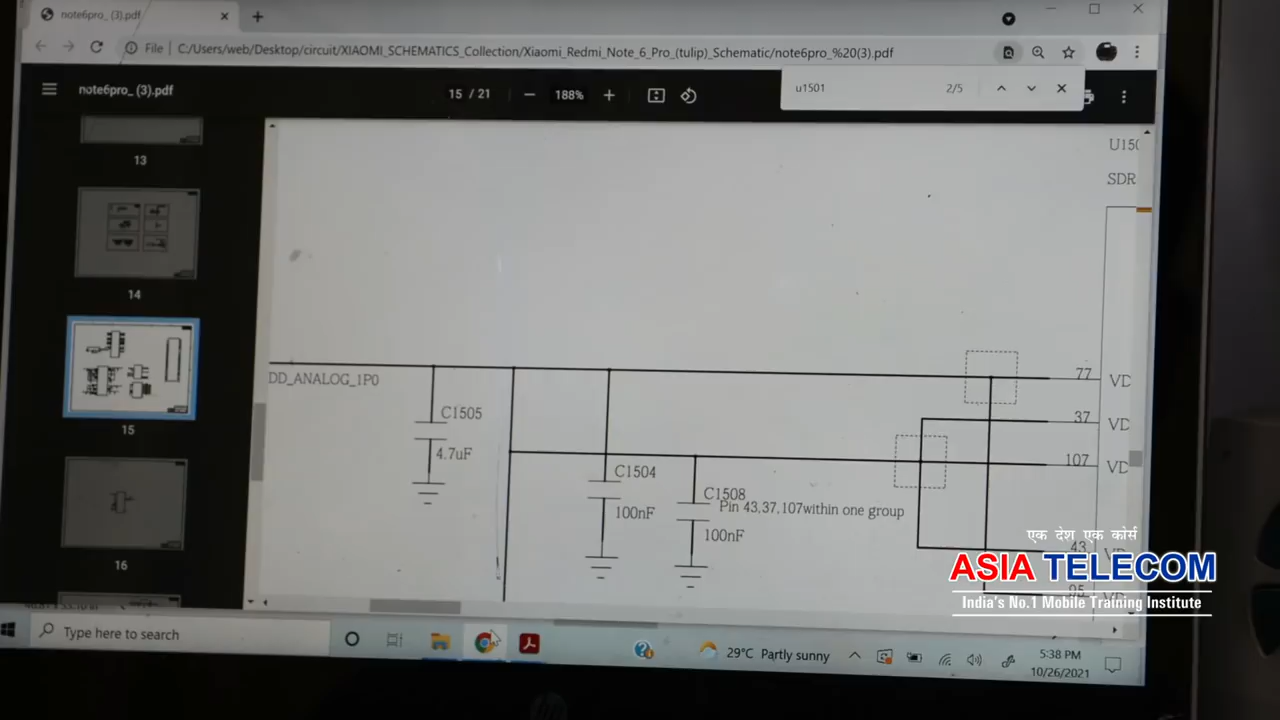 note6pro_ (3).pdf
File | C:/Users/web/Desktop/circuit/XIAOMI_SCHEMATICS_Collection/Xiaomi_Redmi_Note_6_Pro_(tulip)_Schematic/note6pro_%20(3).pdf
note6pro_ (3).pdf
15 / 21
188%
u1501
2/5
13
14
15
16
U150
SDR
DD_ANALOG_1P0
C1505
4.7uF
C1504
100nF
C1508
100nF
Pin 43,37,107within one group
77
VD
37
VD
107
VD
43
95
एक देश एक कोर्स
ASIA TELECOM
India's No.1 Mobile Training Institute
Type here to search
29°C Partly sunny
5:38 PM
10/26/2021